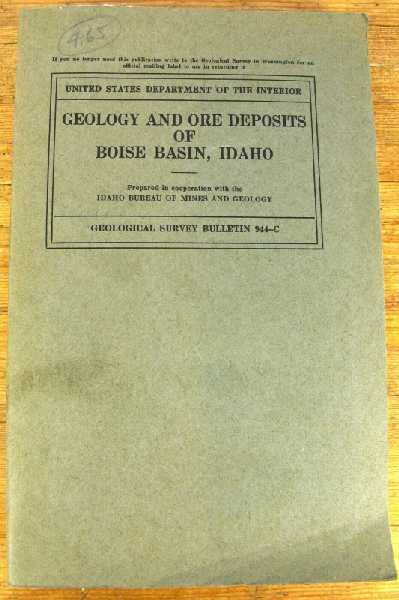 4.65
If you no longer need this publication write to the Geological Survey in Washington for an
official mailing label to use in returning it
UNITED STATES DEPARTMENT OF THE INTERIOR
GEOLOGY AND ORE DEPOSITS
OF
BOISE BASIN, IDAHO
Prepared in cooperation with the
IDAHO BUREAU OF MINES AND GEOLOGY
GEOLOGICAL SURVEY BULLETIN 944-C